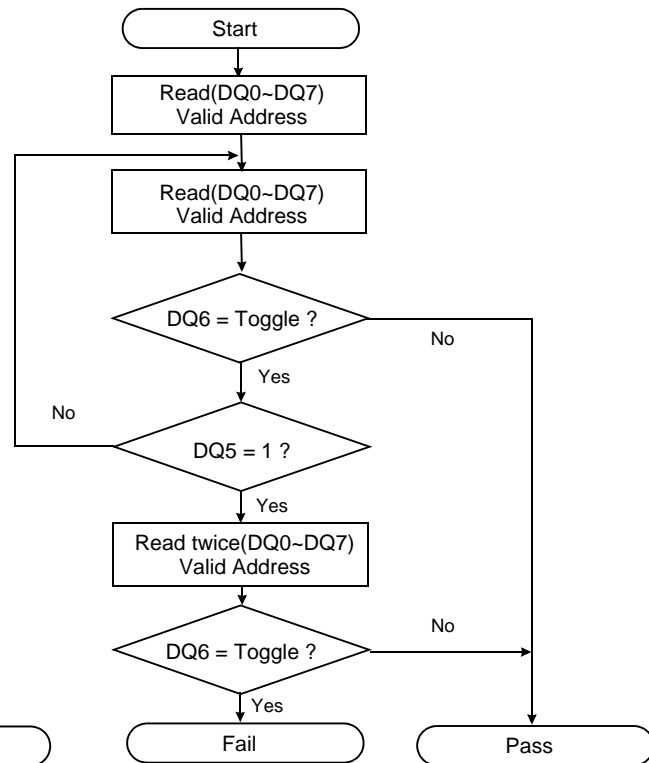 Start
Read(DQ0~DQ7)
Valid Address
Read(DQ0~DQ7)
Valid Address
DQ6 = Toggle ?
No
Yes
No
DQ5 = 1 ?
Yes
Read twice(DQ0~DQ7)
Valid Address
No
DQ6 = Toggle ?
Yes
Fail
Pass